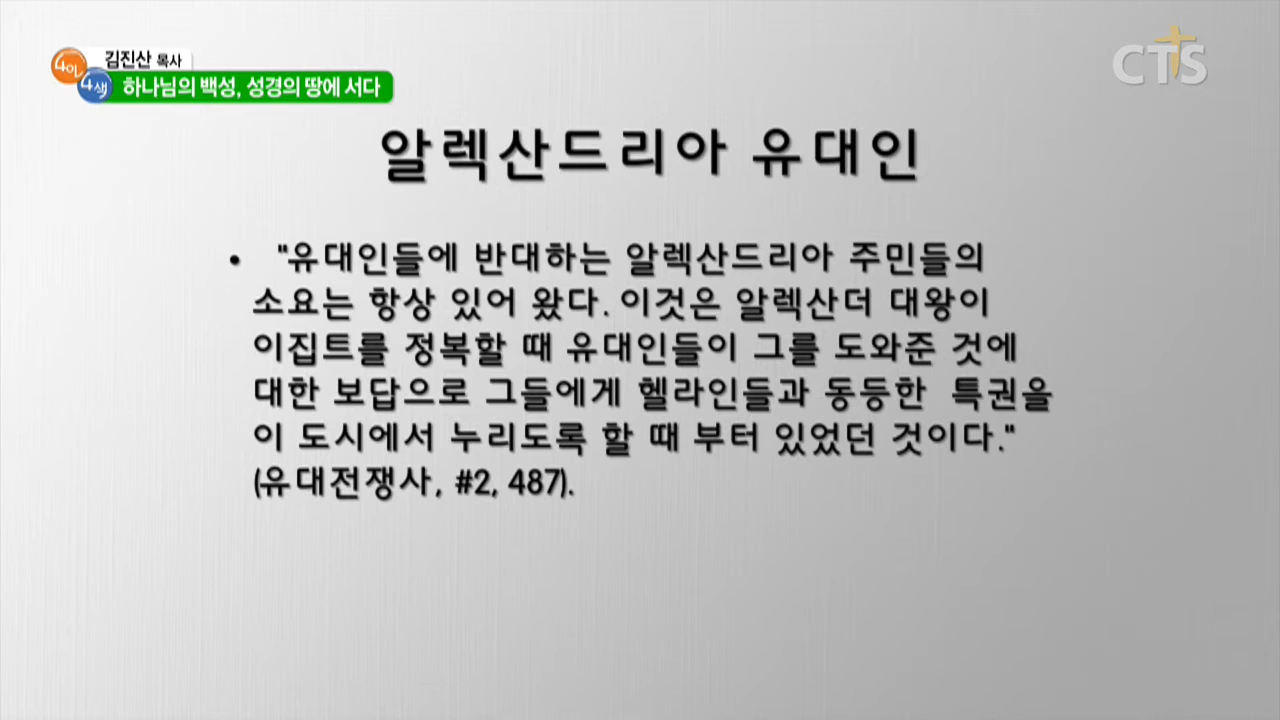 김진산 목사
4인
4색
하나님의 백성, 성경의 땅에 서다
CTS
알렉산드리아 유대인
• "유대인들에 반대하는 알렉산드리아 주민들의
소요는 항상 있어 왔다. 이것은 알렉산더 대왕이
이집트를 정복할 때 유대인들이 그를 도와준 것에
대한 보답으로 그들에게 헬라인들과 동등한 특권을
이 도시에서 누리도록 할 때 부터 있었던 것이다."
(유대전쟁사, #2, 487).